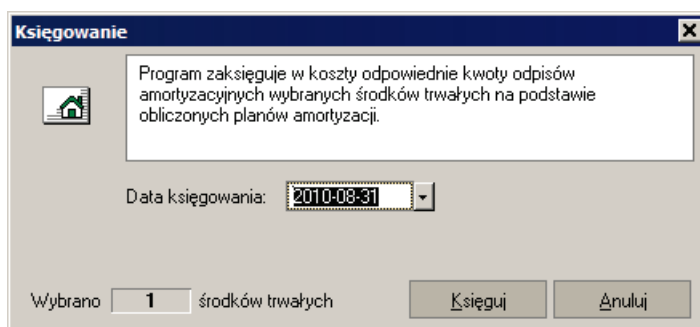 Księgowanie
Program zaksięguje w koszty odpowiednie kwoty odpisów
amortyzacyjnych wybranych środków trwałych na podstawie
obliczonych planów amortyzacji.
Data księgowania: 2010-08-31
Wybrano 1 środków trwałych Księguj Anuluj